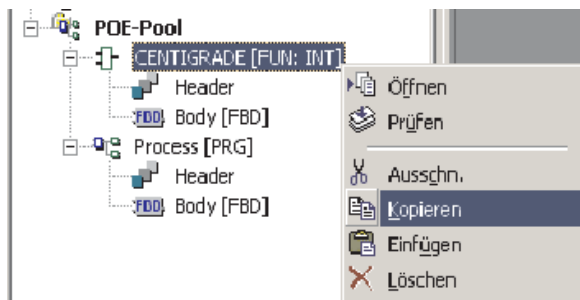 POE-Pool
CENTIGRADE [FUN: INT]
Header
FBD Body [FBD]
Process [PRG]
Header
FBD Body [FBD]
Öffnen
Prüfen
Ausschn.
Kopieren
Einfügen
Löschen